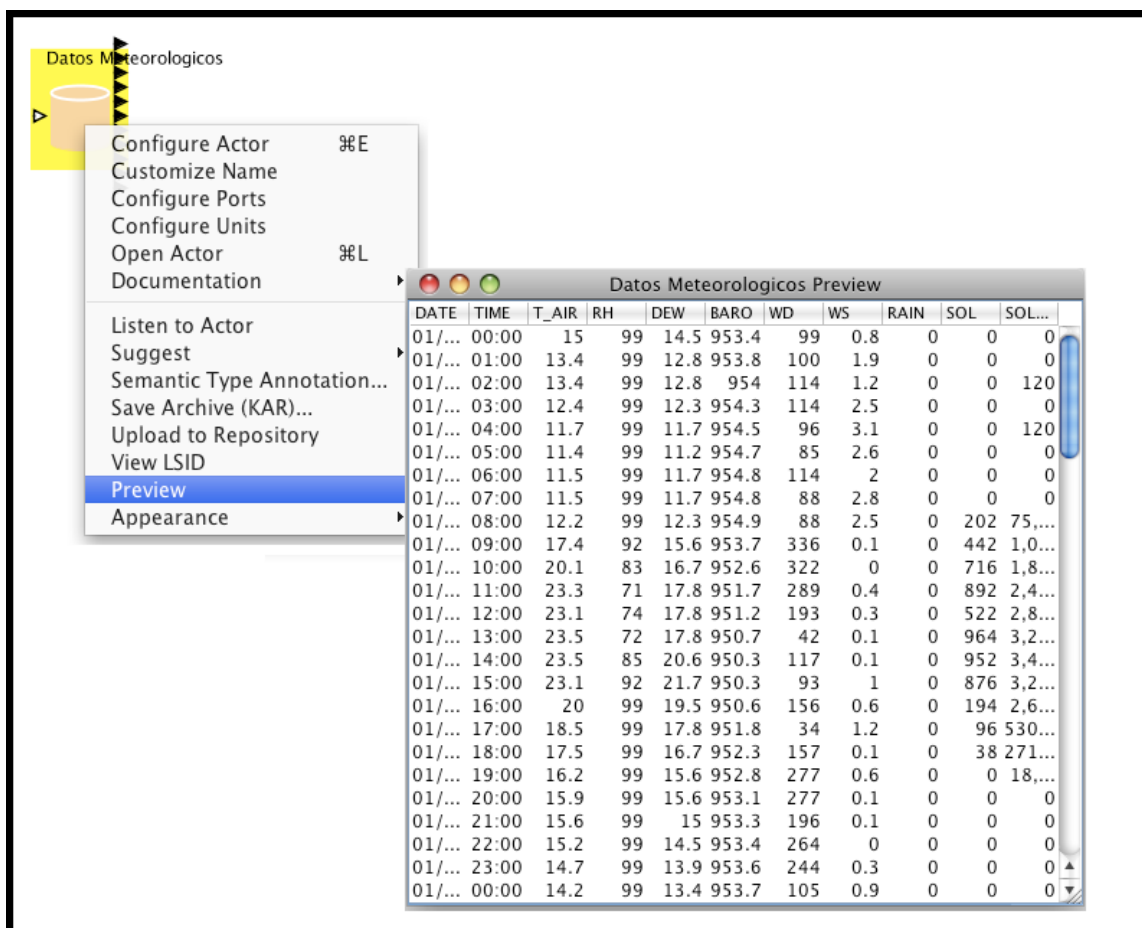 Datos Meteorologicos
Configure Actor ⌘E
Customize Name
Configure Ports
Configure Units
Open Actor ⌘L
Documentation
Listen to Actor
Suggest
Semantic Type Annotation...
Save Archive (KAR)...
Upload to Repository
View LSID
Preview
Appearance
Datos Meteorologicos Preview
DATE TIME T_AIR RH DEW BARO WD WS RAIN SOL SOL...
01/... 00:00 15 99 14.5 953.4 99 0.8 0 0 0
01/... 01:00 13.4 99 12.8 953.8 100 1.9 0 0 0
01/... 02:00 13.4 99 12.8 954 114 1.2 0 0 120
01/... 03:00 12.4 99 12.3 954.3 114 2.5 0 0 0
01/... 04:00 11.7 99 11.7 954.5 96 3.1 0 0 120
01/... 05:00 11.4 99 11.2 954.7 85 2.6 0 0 0
01/... 06:00 11.5 99 11.7 954.8 114 2 0 0 0
01/... 07:00 11.5 99 11.7 954.8 88 2.8 0 0 0
01/... 08:00 12.2 99 12.3 954.9 88 2.5 0 202 75,...
01/... 09:00 17.4 92 15.6 953.7 336 0.1 0 442 1,0...
01/... 10:00 20.1 83 16.7 952.6 322 0 0 716 1,8...
01/... 11:00 23.3 71 17.8 951.7 289 0.4 0 892 2,4...
01/... 12:00 23.1 74 17.8 951.2 193 0.3 0 522 2,8...
01/... 13:00 23.5 72 17.8 950.7 42 0.1 0 964 3,2...
01/... 14:00 23.5 85 20.6 950.3 117 0.1 0 952 3,4...
01/... 15:00 23.1 92 21.7 950.3 93 1 0 876 3,2...
01/... 16:00 20 99 19.5 950.6 156 0.6 0 194 2,6...
01/... 17:00 18.5 99 17.8 951.8 34 1.2 0 96 530...
01/... 18:00 17.5 99 16.7 952.3 157 0.1 0 38 271...
01/... 19:00 16.2 99 15.6 952.8 277 0.6 0 0 18,...
01/... 20:00 15.9 99 15.6 953.1 277 0.1 0 0 0
01/... 21:00 15.6 99 15 953.3 196 0.1 0 0 0
01/... 22:00 15.2 99 14.5 953.4 264 0 0 0 0
01/... 23:00 14.7 99 13.9 953.6 244 0.3 0 0 0
01/... 00:00 14.2 99 13.4 953.7 105 0.9 0 0 0